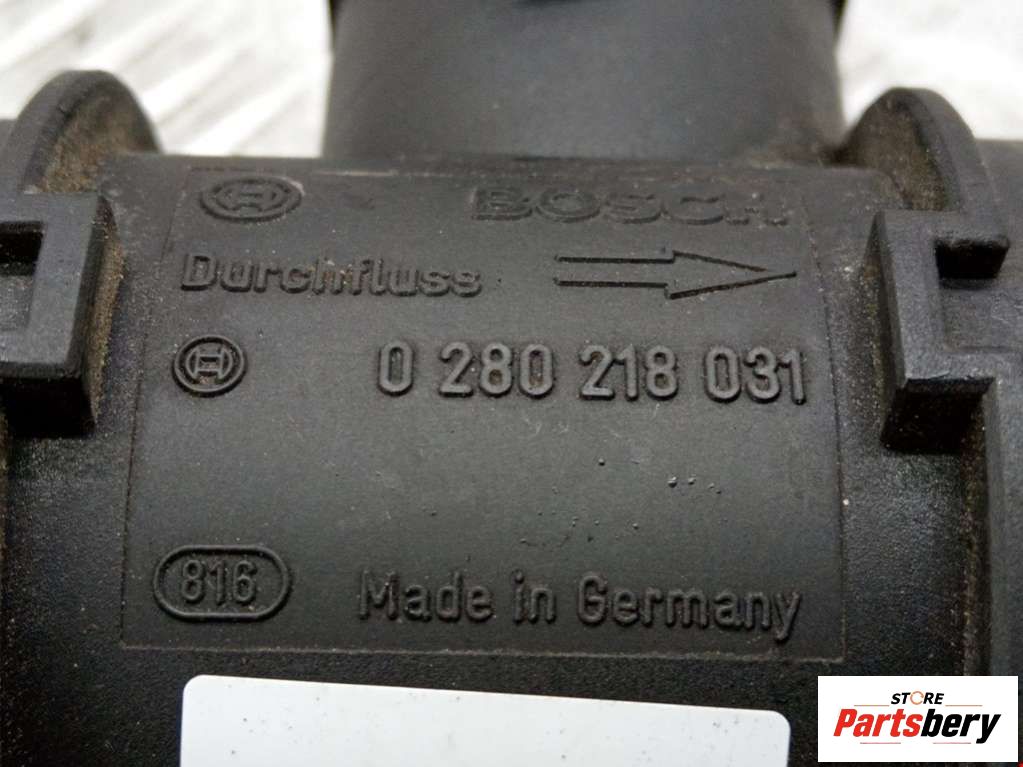 BOSCH
Durchfluss
0 280 218 031
816
Made in Germany
STORE
Partsbery